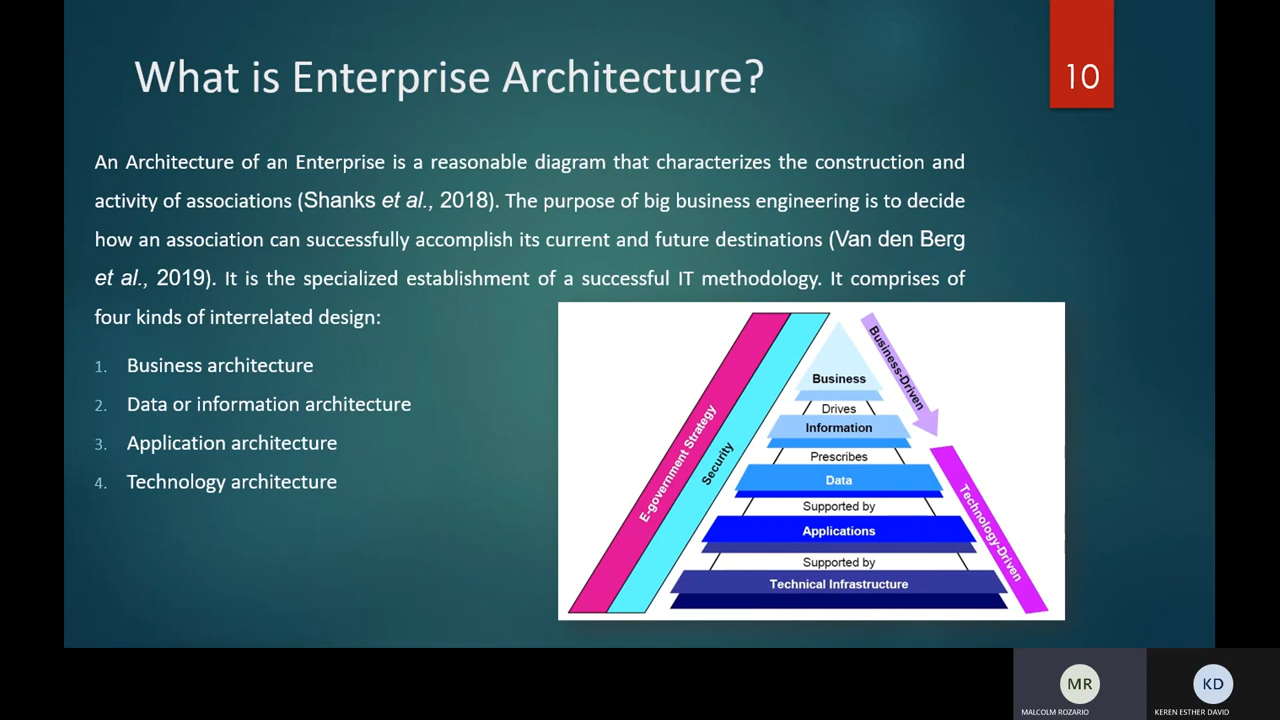 What is Enterprise Architecture?
10
An Architecture of an Enterprise is a reasonable diagram that characterizes the construction and
activity of associations (Shanks et al., 2018). The purpose of big business engineering is to decide
how an association can successfully accomplish its current and future destinations (Van den Berg
et al., 2019). It is the specialized establishment of a successful IT methodology. It comprises of
four kinds of interrelated design:
1. Business architecture
2. Data or information architecture
3. Application architecture
4. Technology architecture
E-government Strategy
Security
Business
Drives
Information
Prescribes
Data
Supported by
Applications
Supported by
Technical Infrastructure
Business-Driven
Technology-Driven
MR
MALCOLM ROZARIO
KD
KEREN ESTHER DAVID